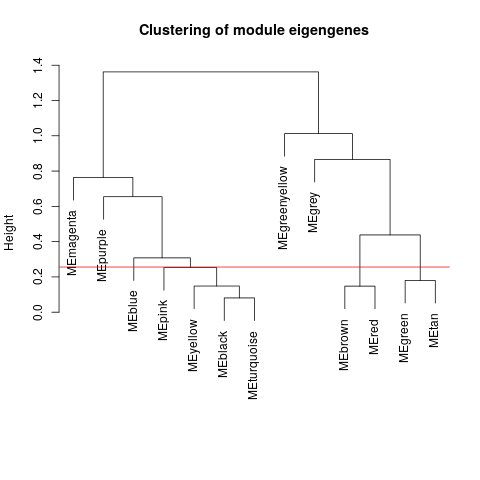 Clustering of module eigengenes
Height
1.4
1.2
1.0
0.8
0.6
0.4
0.2
0.0
MEmagenta
MEpurple
MEblue
MEpink
MEyellow
MEblack
MEturquoise
MEgreenyellow
MEgrey
MEbrown
MEred
MEgreen
MEtan